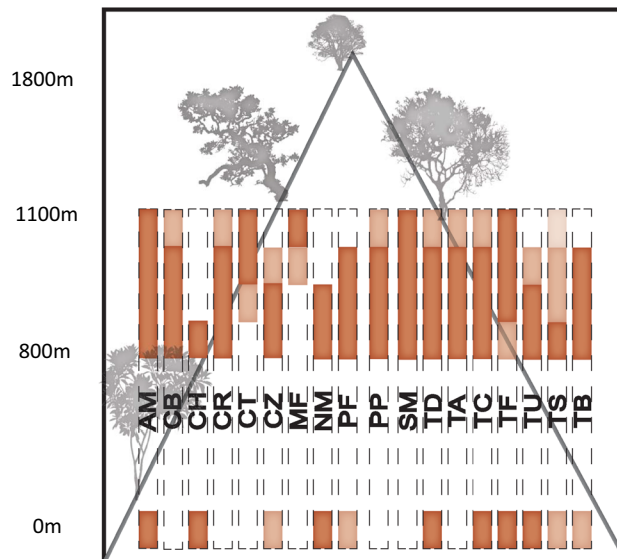 1800m
1100m
800m
AM CB CH CR CT CZ MF NM PF PP SM TD TA TC TF TU TS TB
0m